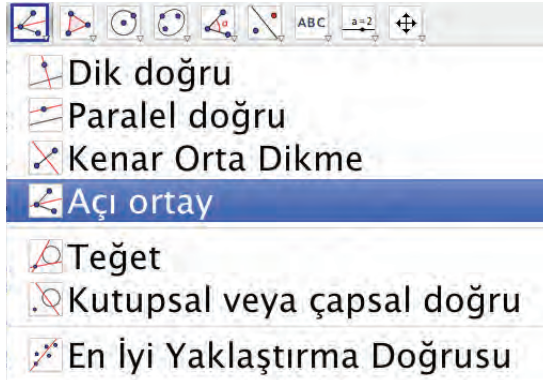 α ABC a=2
Dik doğru
Paralel doğru
Kenar Orta Dikme
Açı ortay
Teğet
Kutupsal veya çapsal doğru
En İyi Yaklaştırma Doğrusu